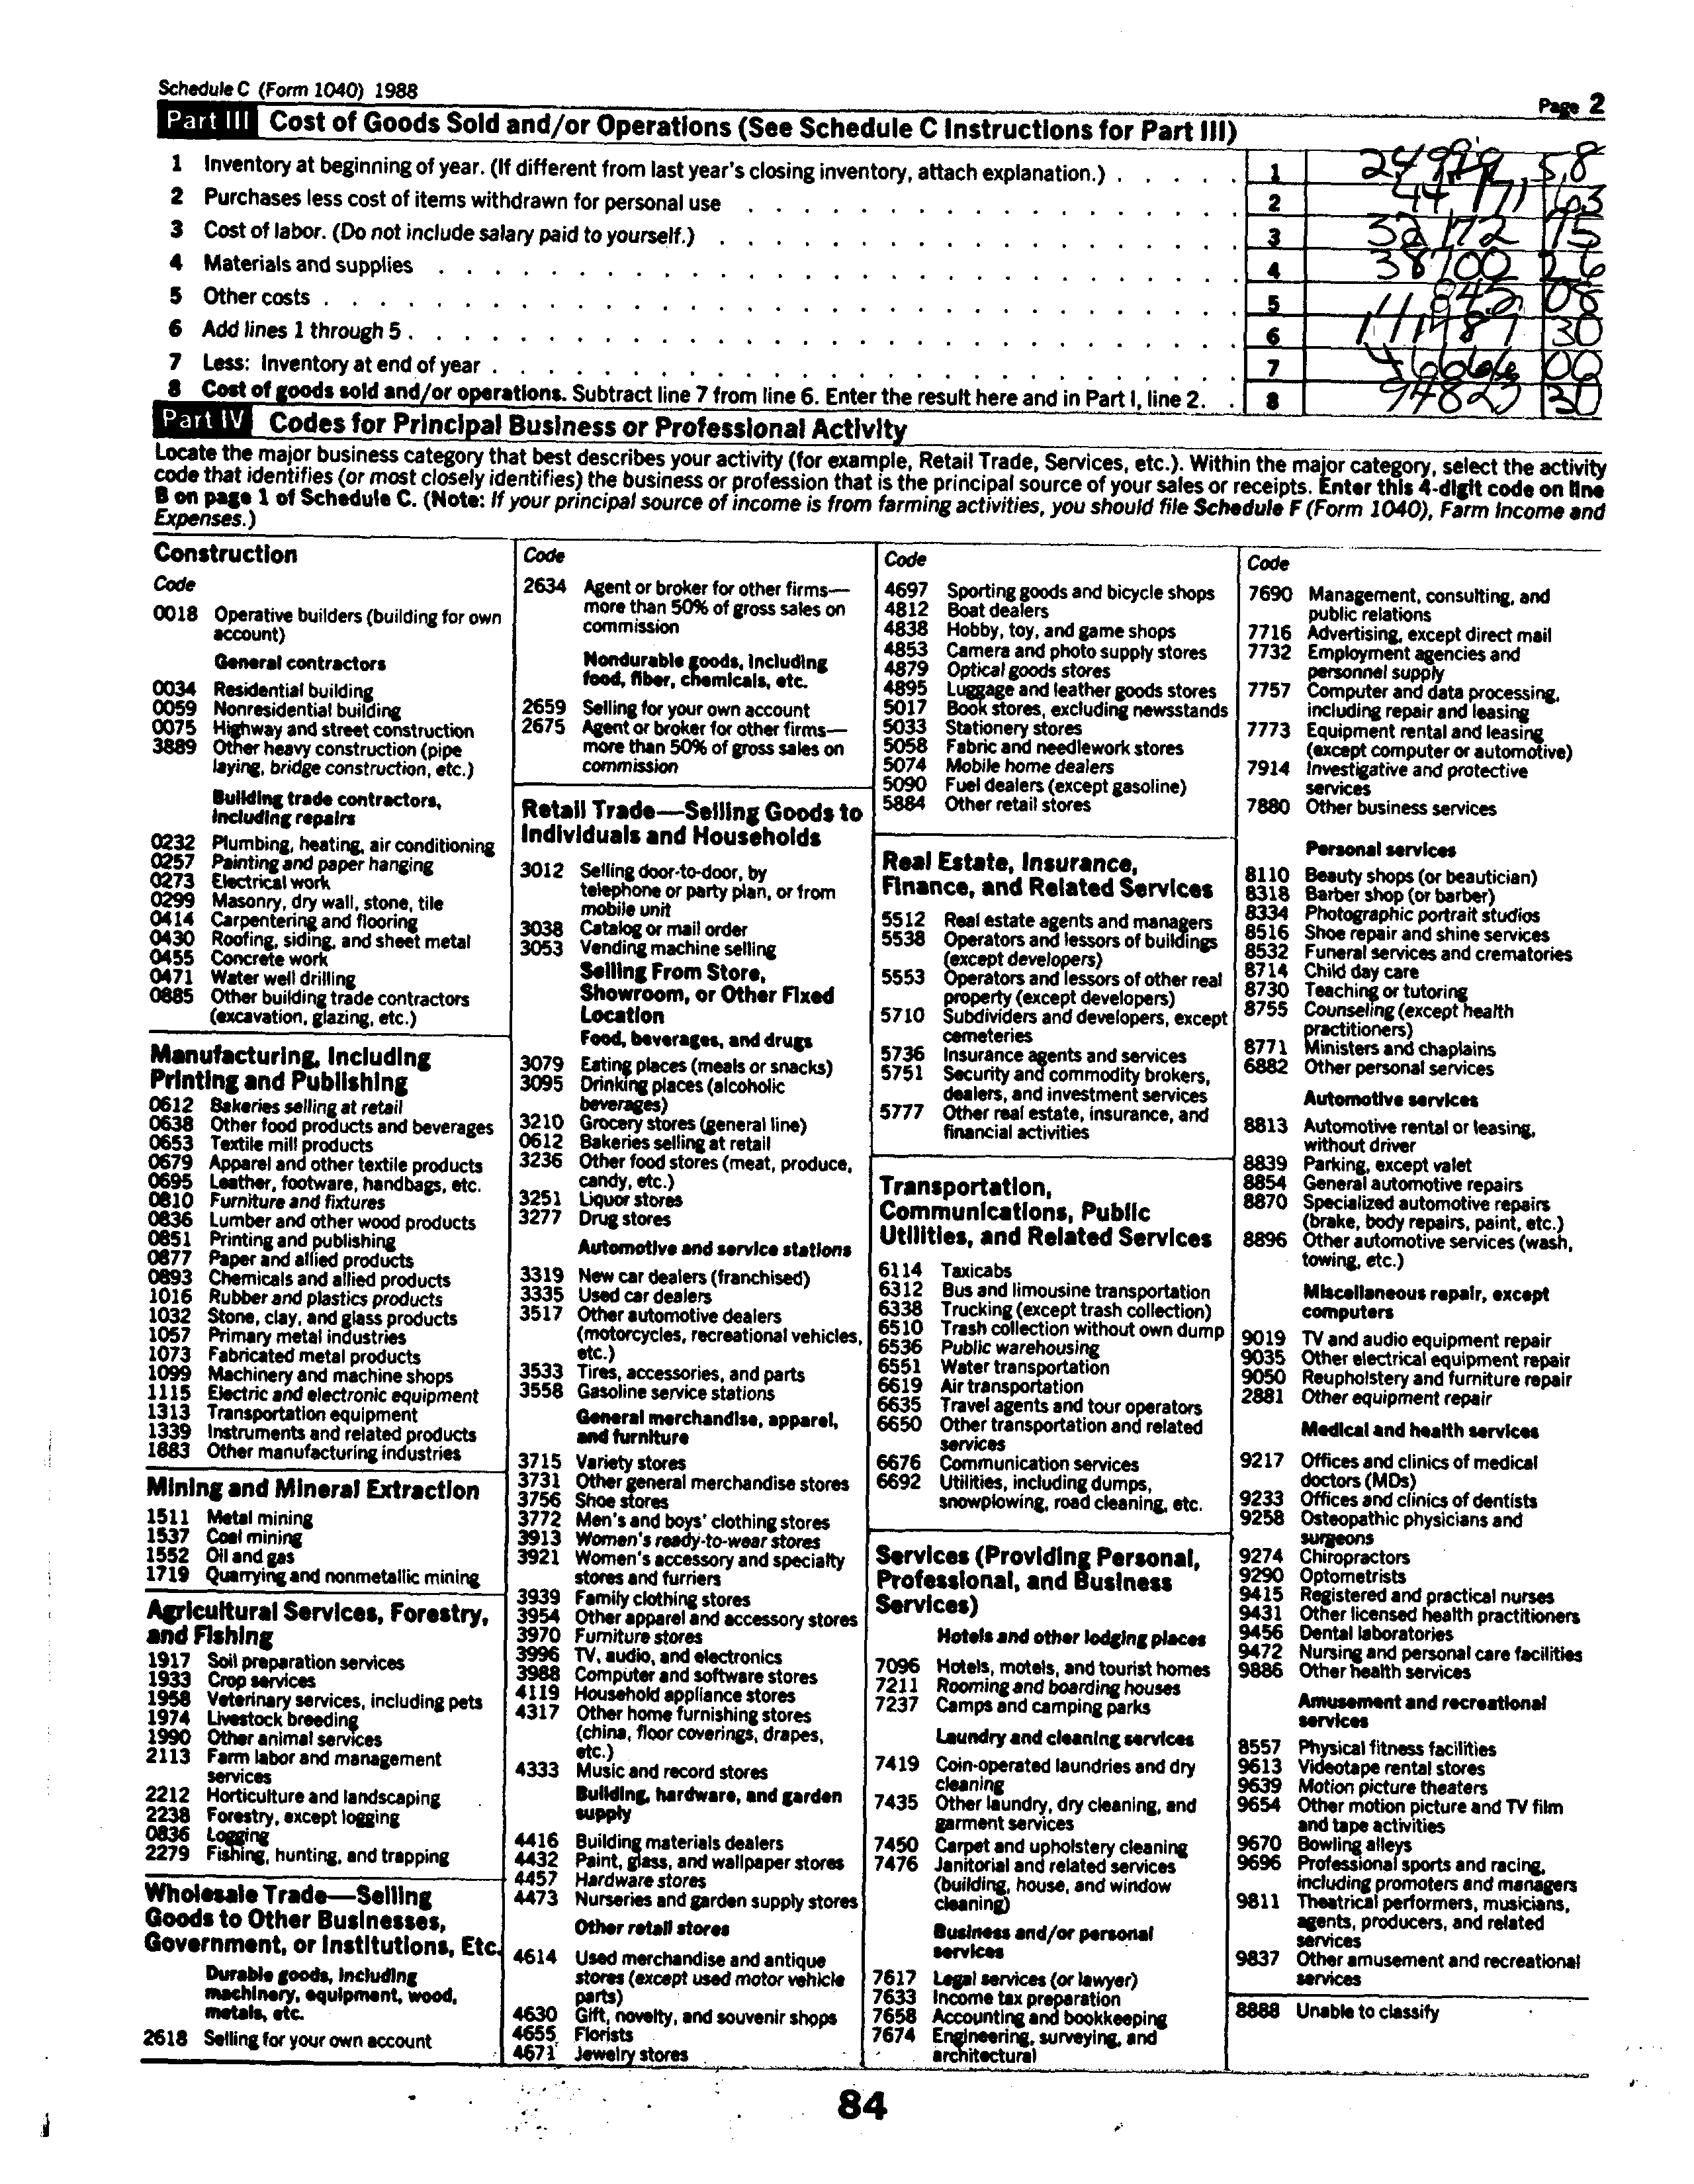 Schedule C (Form 1040) 1988
Page 2
Part III Cost of Goods Sold and/or Operations (See Schedule C Instructions for Part III)
1 Inventory at beginning of year. (If different from last year's closing inventory, attach explanation.) . . . . . 1 24999 58
2 Purchases less cost of items withdrawn for personal use 2 44771 63
3 Cost of labor. (Do not include salary paid to yourself.) 3 32172 75
4 Materials and supplies 4 38700 26
5 Other costs 5 845 08
6 Add lines 1 through 5 6 141489 30
7 Less: Inventory at end of year 7 46666 00
8 Cost of goods sold and/or operations. Subtract line 7 from line 6. Enter the result here and in Part I, line 2. . 8 94823 30
Part IV Codes for Principal Business or Professional Activity
Locate the major business category that best describes your activity (for example, Retail Trade, Services, etc.). Within the major category, select the activity
code that identifies (or most closely identifies) the business or profession that is the principal source of your sales or receipts. Enter this 4-digit code on line
B on page 1 of Schedule C. (Note: If your principal source of income is from farming activities, you should file Schedule F (Form 1040), Farm Income and
Expenses.)
Construction
Code
0018 Operative builders (building for own
account)
General contractors
0034 Residential building
0059 Nonresidential building
0075 Highway and street construction
3889 Other heavy construction (pipe
laying, bridge construction, etc.)
Building trade contractors,
including repairs
0232 Plumbing, heating, air conditioning
0257 Painting and paper hanging
0273 Electrical work
0299 Masonry, dry wall, stone, tile
0414 Carpentering and flooring
0430 Roofing, siding, and sheet metal
0455 Concrete work
0471 Water well drilling
0885 Other building trade contractors
(excavation, glazing, etc.)
Manufacturing, Including
Printing and Publishing
0612 Bakeries selling at retail
0638 Other food products and beverages
0653 Textile mill products
0679 Apparel and other textile products
0695 Leather, footware, handbags, etc.
0810 Furniture and fixtures
0836 Lumber and other wood products
0851 Printing and publishing
0877 Paper and allied products
0893 Chemicals and allied products
1016 Rubber and plastics products
1032 Stone, clay, and glass products
1057 Primary metal industries
1073 Fabricated metal products
1099 Machinery and machine shops
1115 Electric and electronic equipment
1313 Transportation equipment
1339 Instruments and related products
1883 Other manufacturing industries
Mining and Mineral Extraction
1511 Metal mining
1537 Coal mining
1552 Oil and gas
1719 Quarrying and nonmetallic mining
Agricultural Services, Forestry,
and Fishing
1917 Soil preparation services
1933 Crop services
1958 Veterinary services, including pets
1974 Livestock breeding
1990 Other animal services
2113 Farm labor and management
services
2212 Horticulture and landscaping
2238 Forestry, except logging
0836 Logging
2279 Fishing, hunting, and trapping
Wholesale Trade—Selling
Goods to Other Businesses,
Government, or Institutions, Etc.
Durable goods, including
machinery, equipment, wood,
metals, etc.
2618 Selling for your own account
Code
2634 Agent or broker for other firms—
more than 50% of gross sales on
commission
Nondurable goods, including
food, fiber, chemicals, etc.
2659 Selling for your own account
2675 Agent or broker for other firms—
more than 50% of gross sales on
commission
Retail Trade—Selling Goods to
Individuals and Households
3012 Selling door-to-door, by
telephone or party plan, or from
mobile unit
3038 Catalog or mail order
3053 Vending machine selling
Selling From Store,
Showroom, or Other Fixed
Location
Food, beverages, and drugs
3079 Eating places (meals or snacks)
3095 Drinking places (alcoholic
beverages)
3210 Grocery stores (general line)
0612 Bakeries selling at retail
3236 Other food stores (meat, produce,
candy, etc.)
3251 Liquor stores
3277 Drug stores
Automotive and service stations
3319 New car dealers (franchised)
3335 Used car dealers
3517 Other automotive dealers
(motorcycles, recreational vehicles,
etc.)
3533 Tires, accessories, and parts
3558 Gasoline service stations
General merchandise, apparel,
and furniture
3715 Variety stores
3731 Other general merchandise stores
3756 Shoe stores
3772 Men's and boys' clothing stores
3913 Women's ready-to-wear stores
3921 Women's accessory and specialty
stores and furriers
3939 Family clothing stores
3954 Other apparel and accessory stores
3970 Furniture stores
3996 TV, audio, and electronics
3988 Computer and software stores
4119 Household appliance stores
4317 Other home furnishing stores
(china, floor coverings, drapes,
etc.)
4333 Music and record stores
Building, hardware, and garden
supply
4416 Building materials dealers
4432 Paint, glass, and wallpaper stores
4457 Hardware stores
4473 Nurseries and garden supply stores
Other retail stores
4614 Used merchandise and antique
stores (except used motor vehicle
parts)
4630 Gift, novelty, and souvenir shops
4655 Florists
4671 Jewelry stores
Code
4697 Sporting goods and bicycle shops
4812 Boat dealers
4838 Hobby, toy, and game shops
4853 Camera and photo supply stores
4879 Optical goods stores
4895 Luggage and leather goods stores
5017 Book stores, excluding newsstands
5033 Stationery stores
5058 Fabric and needlework stores
5074 Mobile home dealers
5090 Fuel dealers (except gasoline)
5884 Other retail stores
Real Estate, Insurance,
Finance, and Related Services
5512 Real estate agents and managers
5538 Operators and lessors of buildings
(except developers)
5553 Operators and lessors of other real
property (except developers)
5710 Subdividers and developers, except
cemeteries
5736 Insurance agents and services
5751 Security and commodity brokers,
dealers, and investment services
5777 Other real estate, insurance, and
financial activities
Transportation,
Communications, Public
Utilities, and Related Services
6114 Taxicabs
6312 Bus and limousine transportation
6338 Trucking (except trash collection)
6510 Trash collection without own dump
6536 Public warehousing
6551 Water transportation
6619 Air transportation
6635 Travel agents and tour operators
6650 Other transportation and related
services
6676 Communication services
6692 Utilities, including dumps,
snowplowing, road cleaning, etc.
Services (Providing Personal,
Professional, and Business
Services)
Hotels and other lodging places
7096 Hotels, motels, and tourist homes
7211 Rooming and boarding houses
7237 Camps and camping parks
Laundry and cleaning services
7419 Coin-operated laundries and dry
cleaning
7435 Other laundry, dry cleaning, and
garment services
7450 Carpet and upholstery cleaning
7476 Janitorial and related services
(building, house, and window
cleaning)
Business and/or personal
services
7617 Legal services (or lawyer)
7633 Income tax preparation
7658 Accounting and bookkeeping
7674 Engineering, surveying, and
architectural
Code
7690 Management, consulting, and
public relations
7716 Advertising, except direct mail
7732 Employment agencies and
personnel supply
7757 Computer and data processing,
including repair and leasing
7773 Equipment rental and leasing
(except computer or automotive)
7914 Investigative and protective
services
7880 Other business services
Personal services
8110 Beauty shops (or beautician)
8318 Barber shop (or barber)
8334 Photographic portrait studios
8516 Shoe repair and shine services
8532 Funeral services and crematories
8714 Child day care
8730 Teaching or tutoring
8755 Counseling (except health
practitioners)
8771 Ministers and chaplains
6882 Other personal services
Automotive services
8813 Automotive rental or leasing,
without driver
8839 Parking, except valet
8854 General automotive repairs
8870 Specialized automotive repairs
(brake, body repairs, paint, etc.)
8896 Other automotive services (wash,
towing, etc.)
Miscellaneous repair, except
computers
9019 TV and audio equipment repair
9035 Other electrical equipment repair
9050 Reupholstery and furniture repair
2881 Other equipment repair
Medical and health services
9217 Offices and clinics of medical
doctors (MDs)
9233 Offices and clinics of dentists
9258 Osteopathic physicians and
surgeons
9274 Chiropractors
9290 Optometrists
9415 Registered and practical nurses
9431 Other licensed health practitioners
9456 Dental laboratories
9472 Nursing and personal care facilities
9886 Other health services
Amusement and recreational
services
8557 Physical fitness facilities
9613 Videotape rental stores
9639 Motion picture theaters
9654 Other motion picture and TV film
and tape activities
9670 Bowling alleys
9696 Professional sports and racing,
including promoters and managers
9811 Theatrical performers, musicians,
agents, producers, and related
services
9837 Other amusement and recreational
services
8888 Unable to classify
84